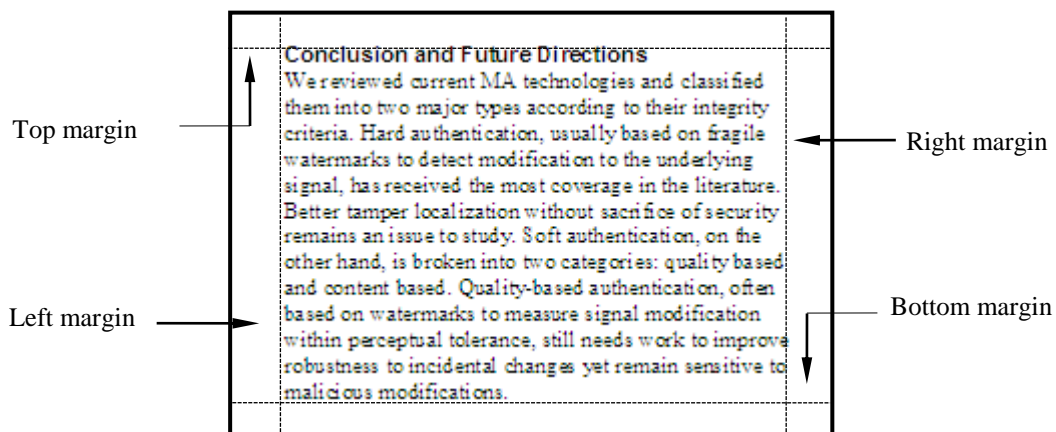 Conclusion and Future Directions
We reviewed current MA technologies and classified
them into two major types according to their integrity
criteria. Hard authentication, usually based on fragile
watermarks to detect modification to the underlying
signal, has received the most coverage in the literature.
Better tamper localization without sacrifice of security
remains an issue to study. Soft authentication, on the
other hand, is broken into two categories: quality based
and content based. Quality-based authentication, often
based on watermarks to measure signal modification
within perceptual tolerance, still needs work to improve
robustness to incidental changes yet remain sensitive to
malicious modifications.
Top margin
Left margin
Right margin
Bottom margin